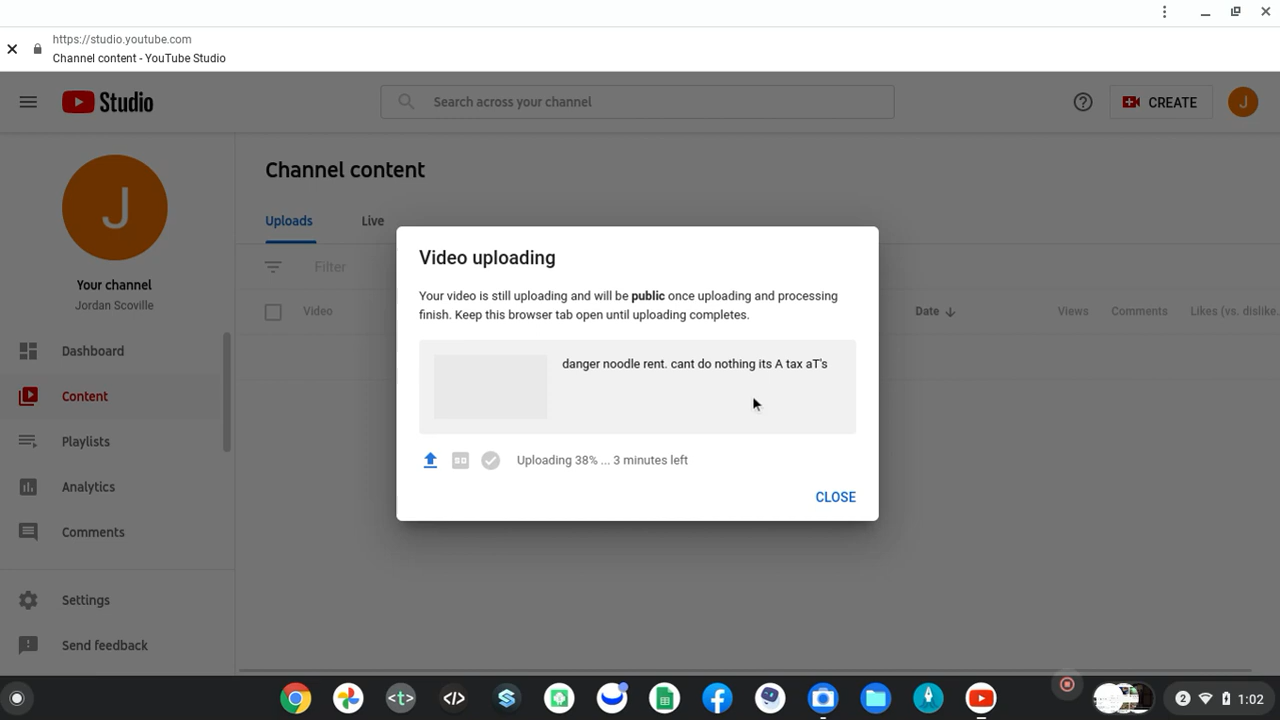 https://studio.youtube.com
Channel content - YouTube Studio
Studio
Search across your channel
CREATE
J
J
Your channel
Jordan Scoville
Dashboard
Content
Playlists
Analytics
Comments
Settings
Send feedback
Channel content
Uploads
Live
Filter
Video
Date
Views
Comments
Likes (vs. dislike
Video uploading
Your video is still uploading and will be public once uploading and processing
finish. Keep this browser tab open until uploading completes.
danger noodle rent. cant do nothing its A tax aT's
SD
Uploading 38% ... 3 minutes left
CLOSE
<t>
</>
2
1:02